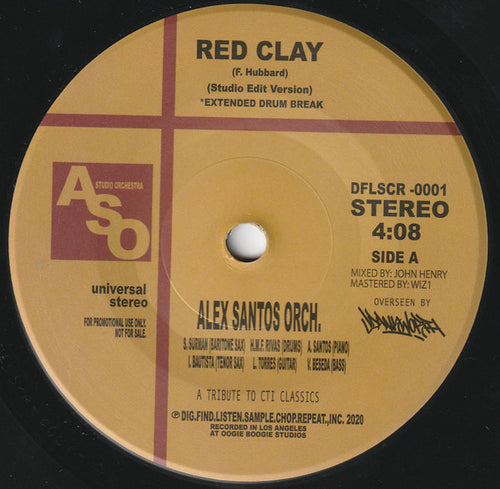 RED CLAY
(F. Hubbard)
(Studio Edit Version)
*EXTENDED DRUM BREAK
ASO
STUDIO ORCHESTRA
universal
stereo
FOR PROMOTIONAL USE ONLY.
NOT FOR SALE.
DFLSCR -0001
STEREO
4:08
SIDE A
MIXED BY: JOHN HENRY
MASTERED BY: WIZ1
OVERSEEN BY
ALEX SANTOS ORCH.
S. SURMAN (BARITONE SAX) H.M.F. RIVAS (DRUMS) A. SANTOS (PIANO)
I. BAUTISTA (TENOR SAX) L. TORRES (GUITAR) V. BESEDA (BASS)
A TRIBUTE TO CTI CLASSICS
℗ DIG.FIND.LISTEN.SAMPLE.CHOP.REPEAT.,INC. 2020
RECORDED IN LOS ANGELES
AT OOGIE BOOGIE STUDIOS